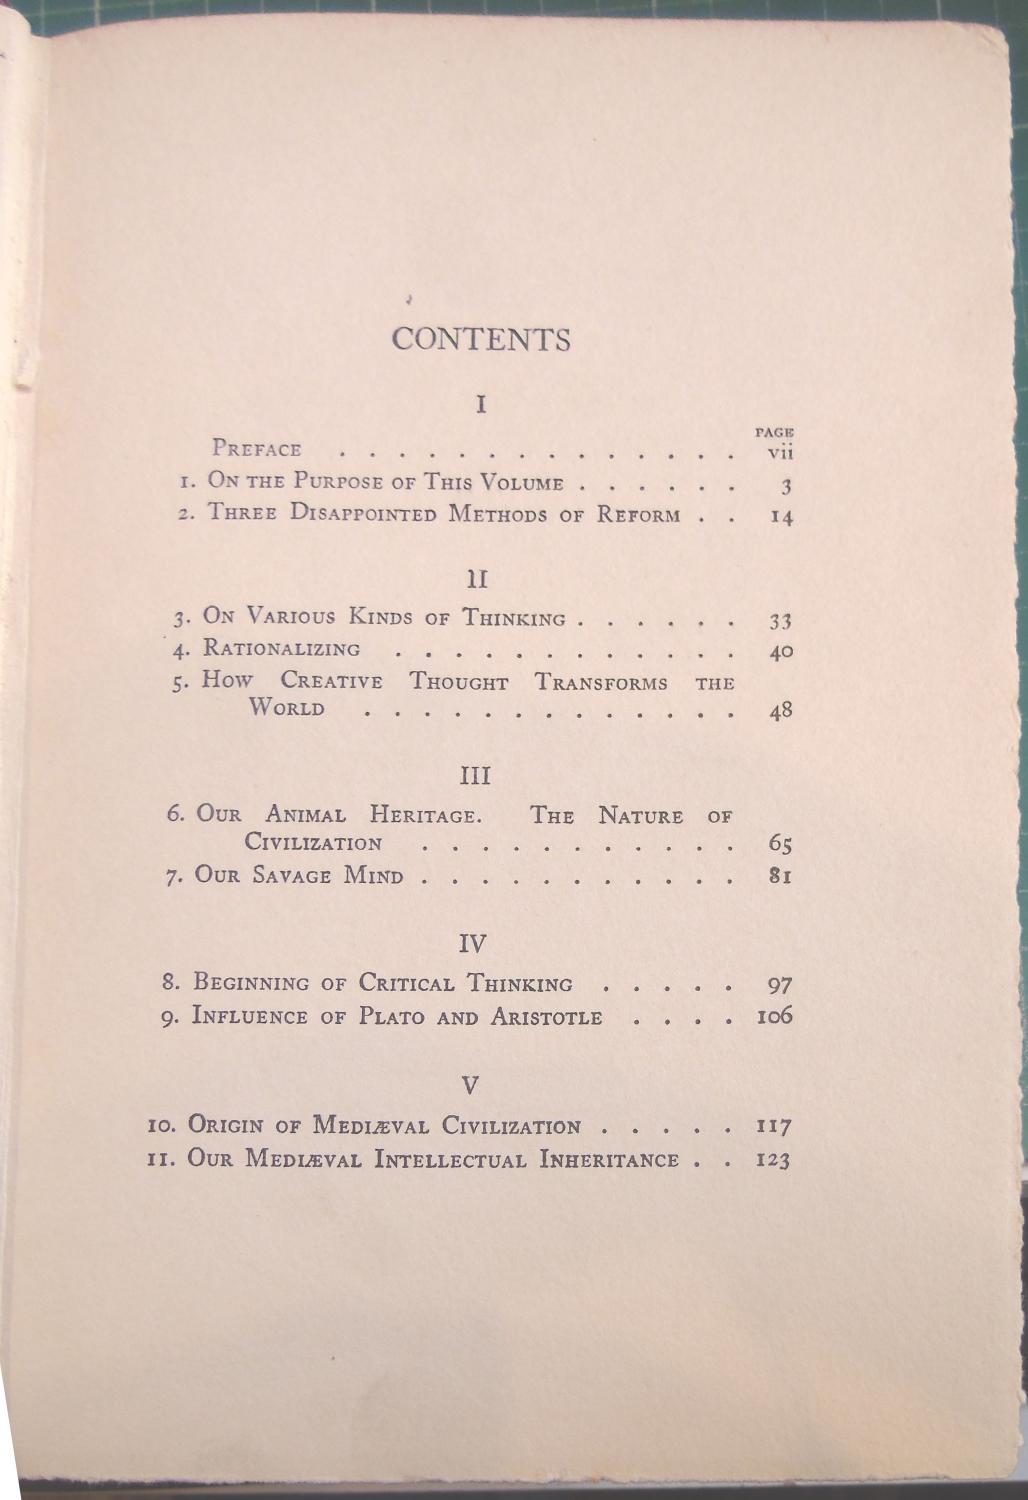 CONTENTS
I
PAGE
PREFACE . . . . . . . . . . . . . . vii
1. ON THE PURPOSE OF THIS VOLUME . . . . . . 3
2. THREE DISAPPOINTED METHODS OF REFORM . . 14
II
3. ON VARIOUS KINDS OF THINKING . . . . . . 33
4. RATIONALIZING . . . . . . . . . . . . 40
5. HOW CREATIVE THOUGHT TRANSFORMS THE
WORLD . . . . . . . . . . . . . 48
III
6. OUR ANIMAL HERITAGE. THE NATURE OF
CIVILIZATION . . . . . . . . . . . 65
7. OUR SAVAGE MIND . . . . . . . . . . . 81
IV
8. BEGINNING OF CRITICAL THINKING . . . . . 97
9. INFLUENCE OF PLATO AND ARISTOTLE . . . . 106
V
10. ORIGIN OF MEDIÆVAL CIVILIZATION . . . . . 117
11. OUR MEDIÆVAL INTELLECTUAL INHERITANCE . . 123